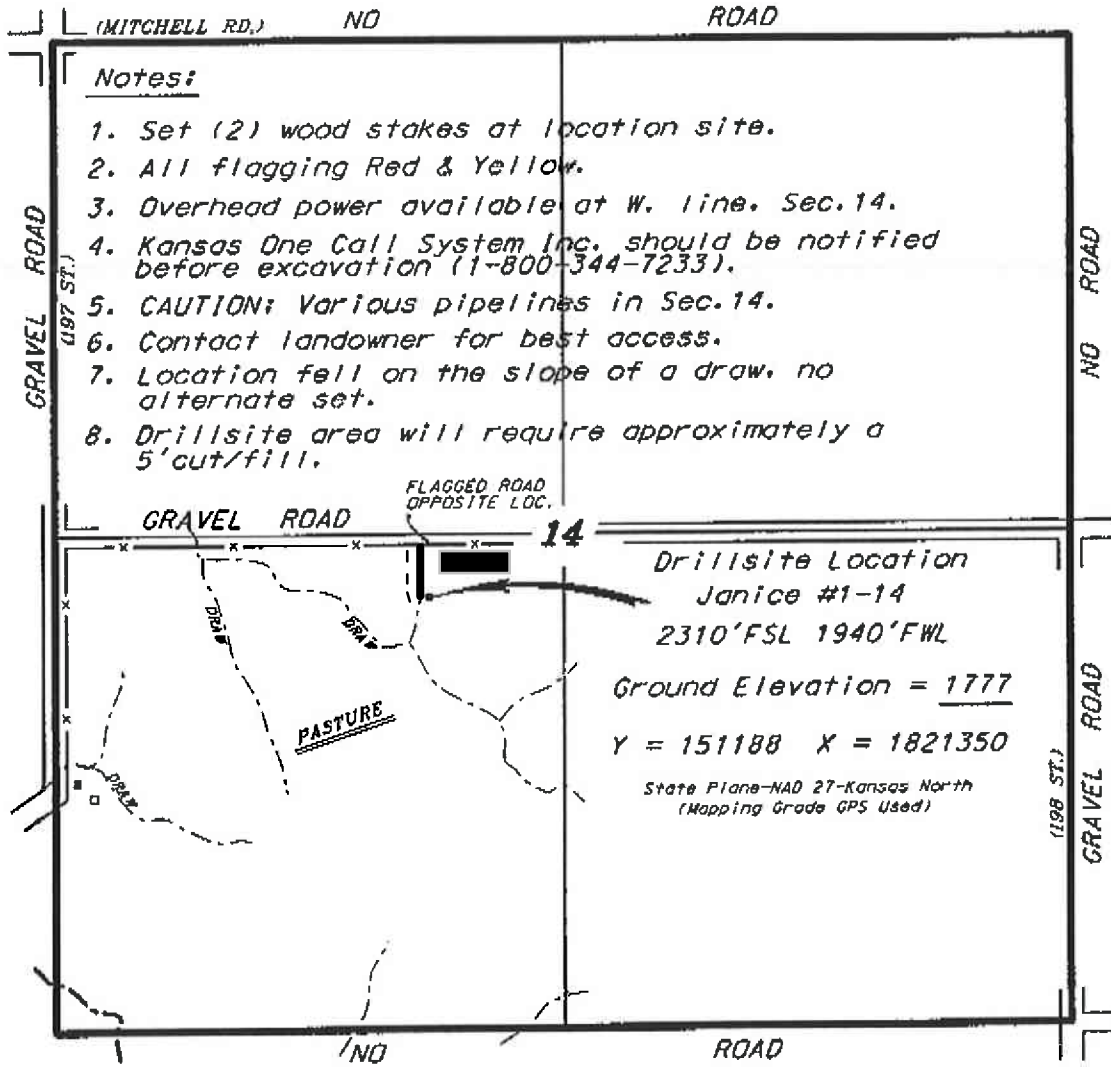 (MITCHELL RD.) NO ROAD
Notes:
1. Set (2) wood stakes at location site.
2. All flagging Red & Yellow.
3. Overhead power available at W. line. Sec.14.
4. Kansas One Call System Inc. should be notified
before excavation (1-800-344-7233).
5. CAUTION: Various pipelines in Sec.14.
6. Contact landowner for best access.
7. Location fell on the slope of a draw. no
alternate set.
8. Drillsite area will require approximately a
5'cut/fill.
GRAVEL ROAD
(197 ST.)
NO ROAD
FLAGGED ROAD
OPPOSITE LOC.
GRAVEL ROAD
14
Drillsite Location
Janice #1-14
2310'FSL 1940'FWL
Ground Elevation = 1777
Y = 151188 X = 1821350
State Plane-NAD 27-Kansas North
(Mapping Grade GPS Used)
DRAW
DRAW
PASTURE
DRAW
(198 ST.)
GRAVEL ROAD
NO ROAD